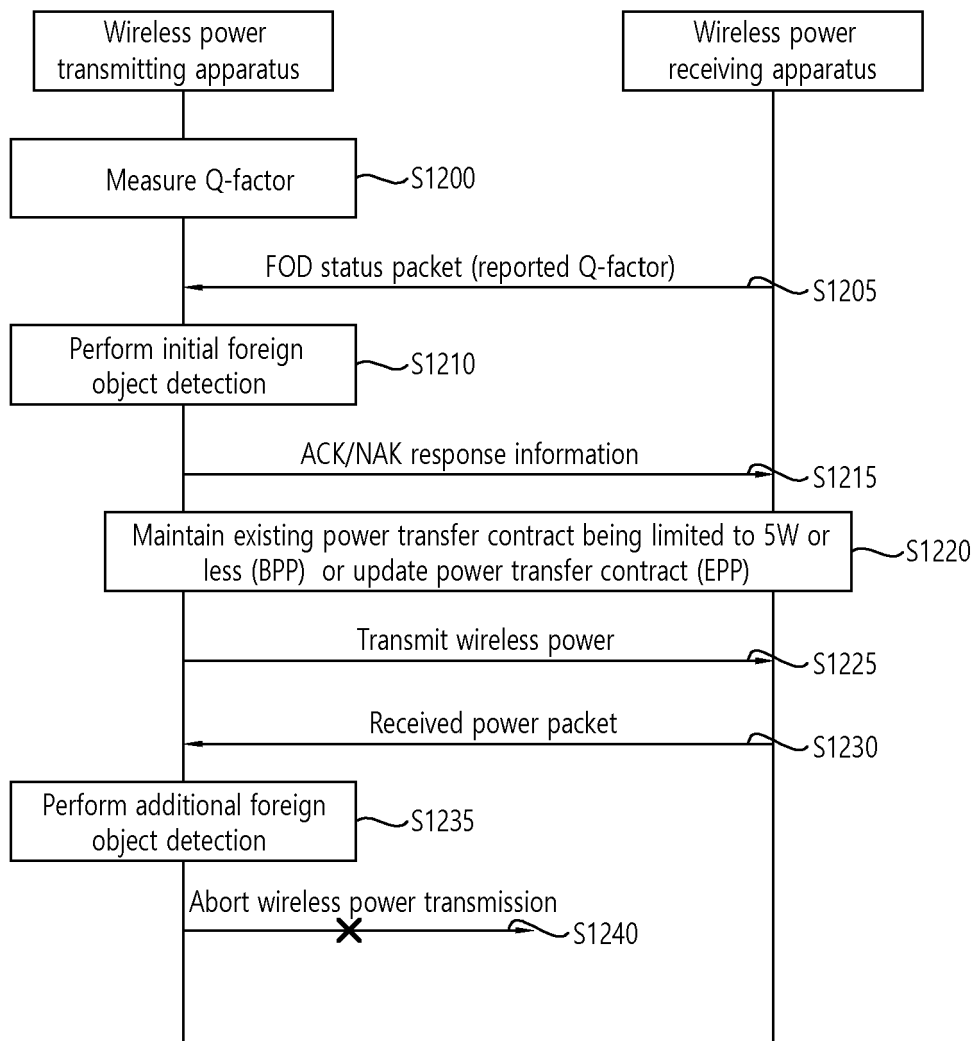 Wireless power
transmitting apparatus
Wireless power
receiving apparatus
Measure Q-factor
S1200
FOD status packet (reported Q-factor)
S1205
Perform initial foreign
object detection
S1210
ACK/NAK response information
S1215
Maintain existing power transfer contract being limited to 5W or
less (BPP) or update power transfer contract (EPP)
S1220
Transmit wireless power
S1225
Received power packet
S1230
Perform additional foreign
object detection
S1235
Abort wireless power transmission
S1240